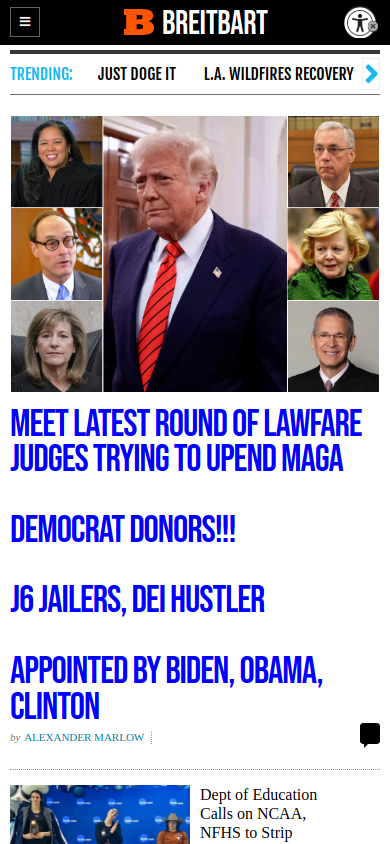 BREITBART
TRENDING:
JUST DOGE IT
L.A. WILDFIRES RECOVERY
MEET LATEST ROUND OF LAWFARE
JUDGES TRYING TO UPEND MAGA
DEMOCRAT DONORS!!!
J6 JAILERS, DEI HUSTLER
APPOINTED BY BIDEN, OBAMA,
CLINTON
by ALEXANDER MARLOW
Dept of Education
Calls on NCAA,
NFHS to Strip